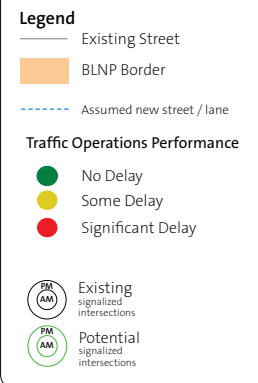 Legend
Existing Street
BLNP Border
Assumed new street / lane
Traffic Operations Performance
No Delay
Some Delay
Significant Delay
PM
AM
Existing
signalized
intersections
PM
AM
Potential
signalized
intersections